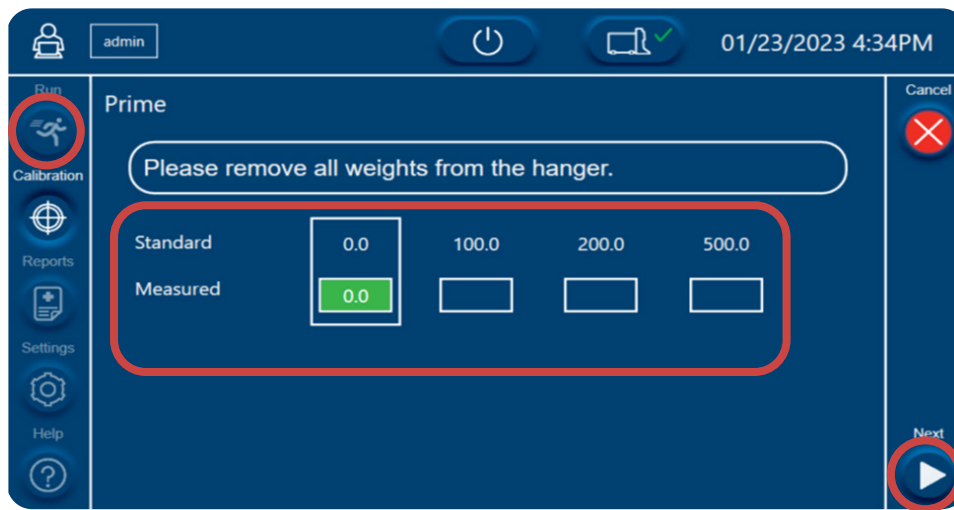 admin
01/23/2023 4:34PM
Run
Prime
Cancel
Please remove all weights from the hanger.
Calibration
Standard 0.0 100.0 200.0 500.0
Reports
Measured 0.0
Settings
Help
Next